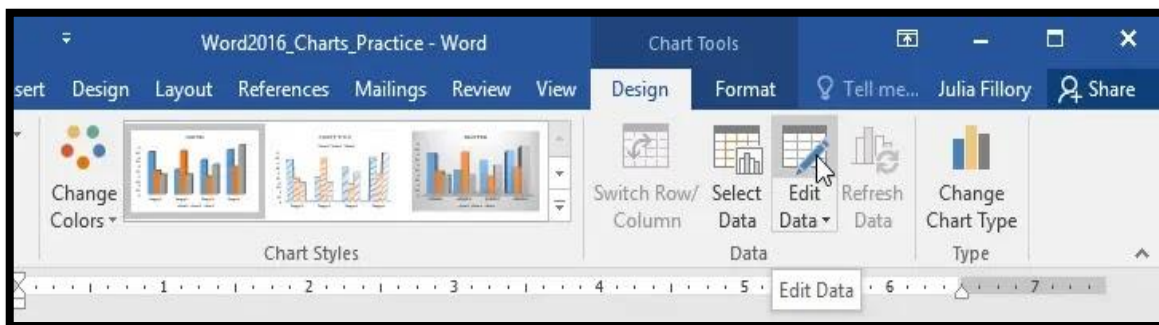 Word2016_Charts_Practice - Word Chart Tools
sert Design Layout References Mailings Review View Design Format Tell me... Julia Fillory Share
Change Colors
Switch Row/ Column
Select Data
Edit Data
Refresh Data
Change Chart Type
Chart Styles Data Type
1 2 3 4 5 6 7
Edit Data